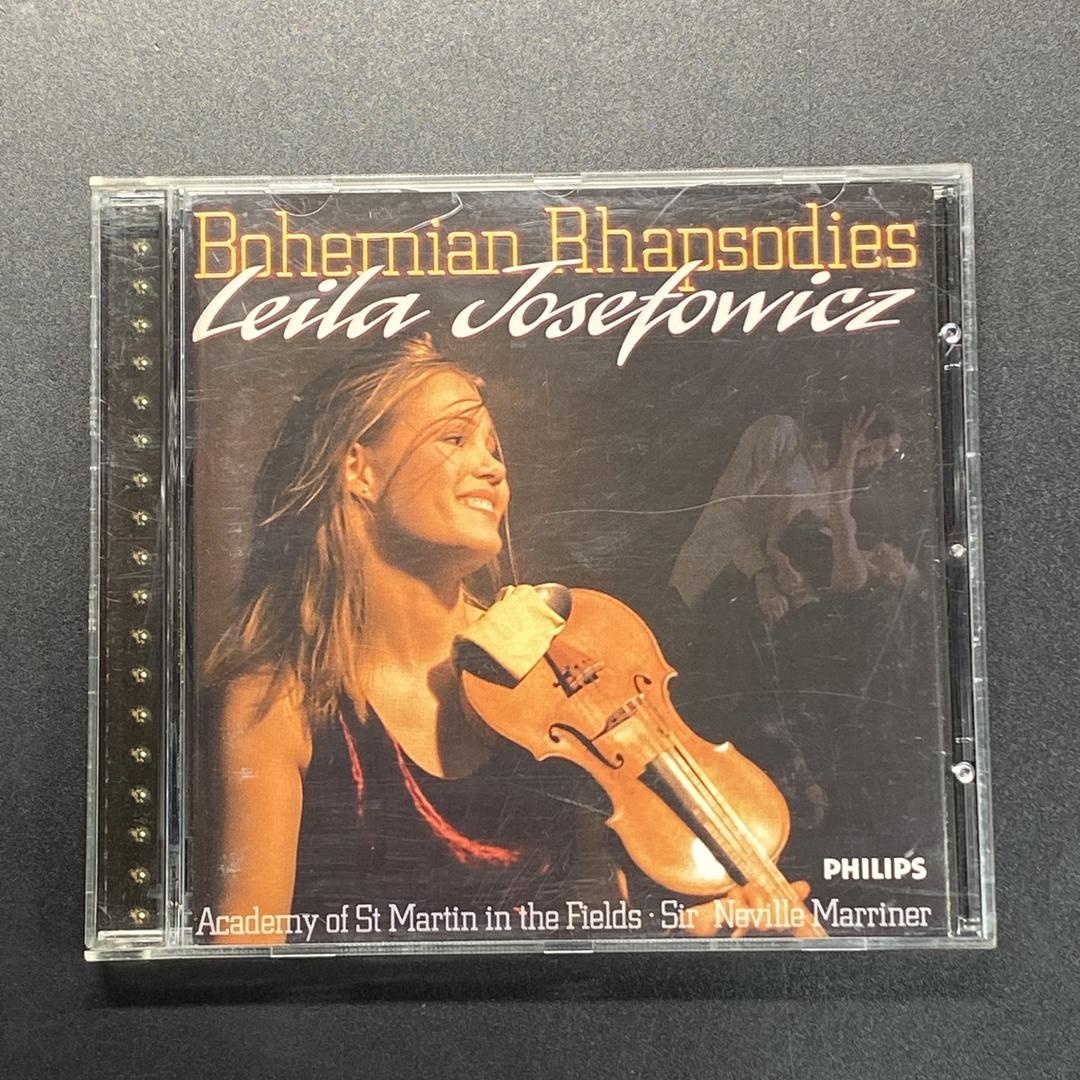 Bohemian Rhapsodies
Leila Josefowicz
PHILIPS
Academy of St Martin in the Fields · Sir Neville Marriner